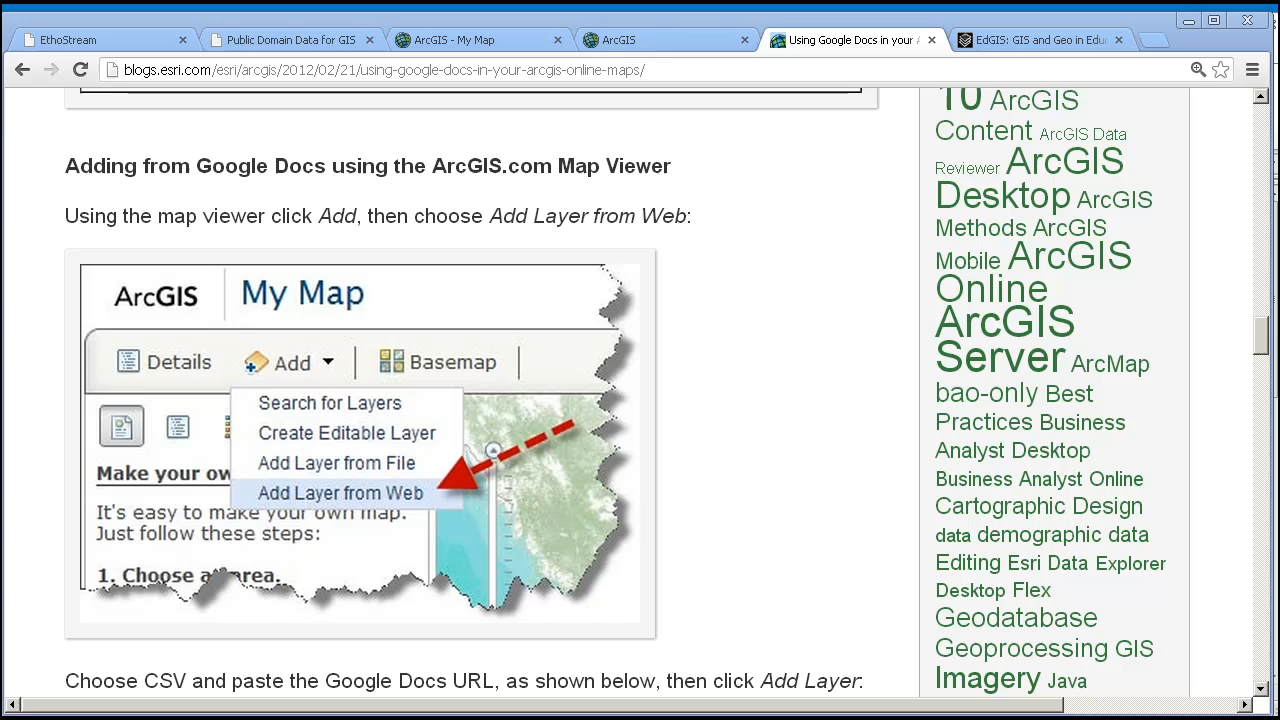 EthoStream
Public Domain Data for GIS
ArcGIS - My Map
ArcGIS
Using Google Docs in your A
EdGIS: GIS and Geo in Edu
blogs.esri.com/esri/arcgis/2012/02/21/using-google-docs-in-your-arcgis-online-maps/
Adding from Google Docs using the ArcGIS.com Map Viewer
Using the map viewer click Add, then choose Add Layer from Web:
ArcGIS
My Map
Details
Add
Basemap
Search for Layers
Create Editable Layer
Add Layer from File
Add Layer from Web
Make your ow
It's easy to make your own map.
Just follow these steps:
1. Choose a
area.
Choose CSV and paste the Google Docs URL, as shown below, then click Add Layer:
10 ArcGIS
Content ArcGIS Data
Reviewer ArcGIS
Desktop ArcGIS
Methods ArcGIS
Mobile ArcGIS
Online
ArcGIS
Server ArcMap
bao-only Best
Practices Business
Analyst Desktop
Business Analyst Online
Cartographic Design
data demographic data
Editing Esri Data Explorer
Desktop Flex
Geodatabase
Geoprocessing GIS
Imagery Java